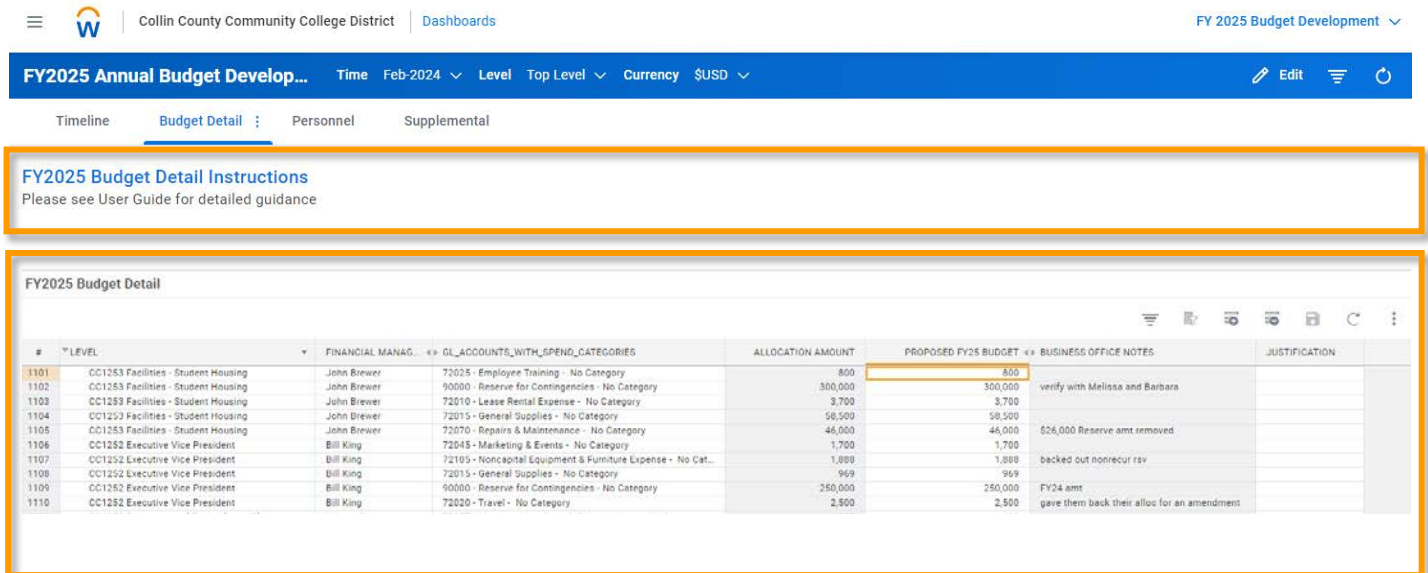 W Collin County Community College District Dashboards FY 2025 Budget Development
FY2025 Annual Budget Develop... Time Feb-2024 Level Top Level Currency $USD Edit
Timeline Budget Detail Personnel Supplemental
FY2025 Budget Detail Instructions
Please see User Guide for detailed guidance
FY2025 Budget Detail
# LEVEL FINANCIAL MANAG.. GL_ACCOUNTS_WITH_SPEND_CATEGORIES ALLOCATION AMOUNT PROPOSED FY25 BUDGET BUSINESS OFFICE NOTES JUSTIFICATION
1101 CC1253 Facilities - Student Housing John Brewer 72025 - Employee Training - No Category 800 800
1102 CC1253 Facilities - Student Housing John Brewer 90000 - Reserve for Contingencies - No Category 300,000 300,000 verify with Melissa and Barbara
1103 CC1253 Facilities - Student Housing John Brewer 72010 - Lease Rental Expense - No Category 3,700 3,700
1104 CC1253 Facilities - Student Housing John Brewer 72015 - General Supplies - No Category 58,500 58,500
1105 CC1253 Facilities - Student Housing John Brewer 72070 - Repairs & Maintenance - No Category 46,000 46,000 $26,000 Reserve amt removed
1106 CC1252 Executive Vice President Bill King 72045 - Marketing & Events - No Category 1,700 1,700
1107 CC1252 Executive Vice President Bill King 72105 - Noncapital Equipment & Furniture Expense - No Cat... 1,888 1,888 backed out nonrecur rsv
1108 CC1252 Executive Vice President Bill King 72015 - General Supplies - No Category 969 969
1109 CC1252 Executive Vice President Bill King 90000 - Reserve for Contingencies - No Category 250,000 250,000 FY24 amt
1110 CC1252 Executive Vice President Bill King 72020 - Travel - No Category 2,500 2,500 gave them back their alloc for an amendment